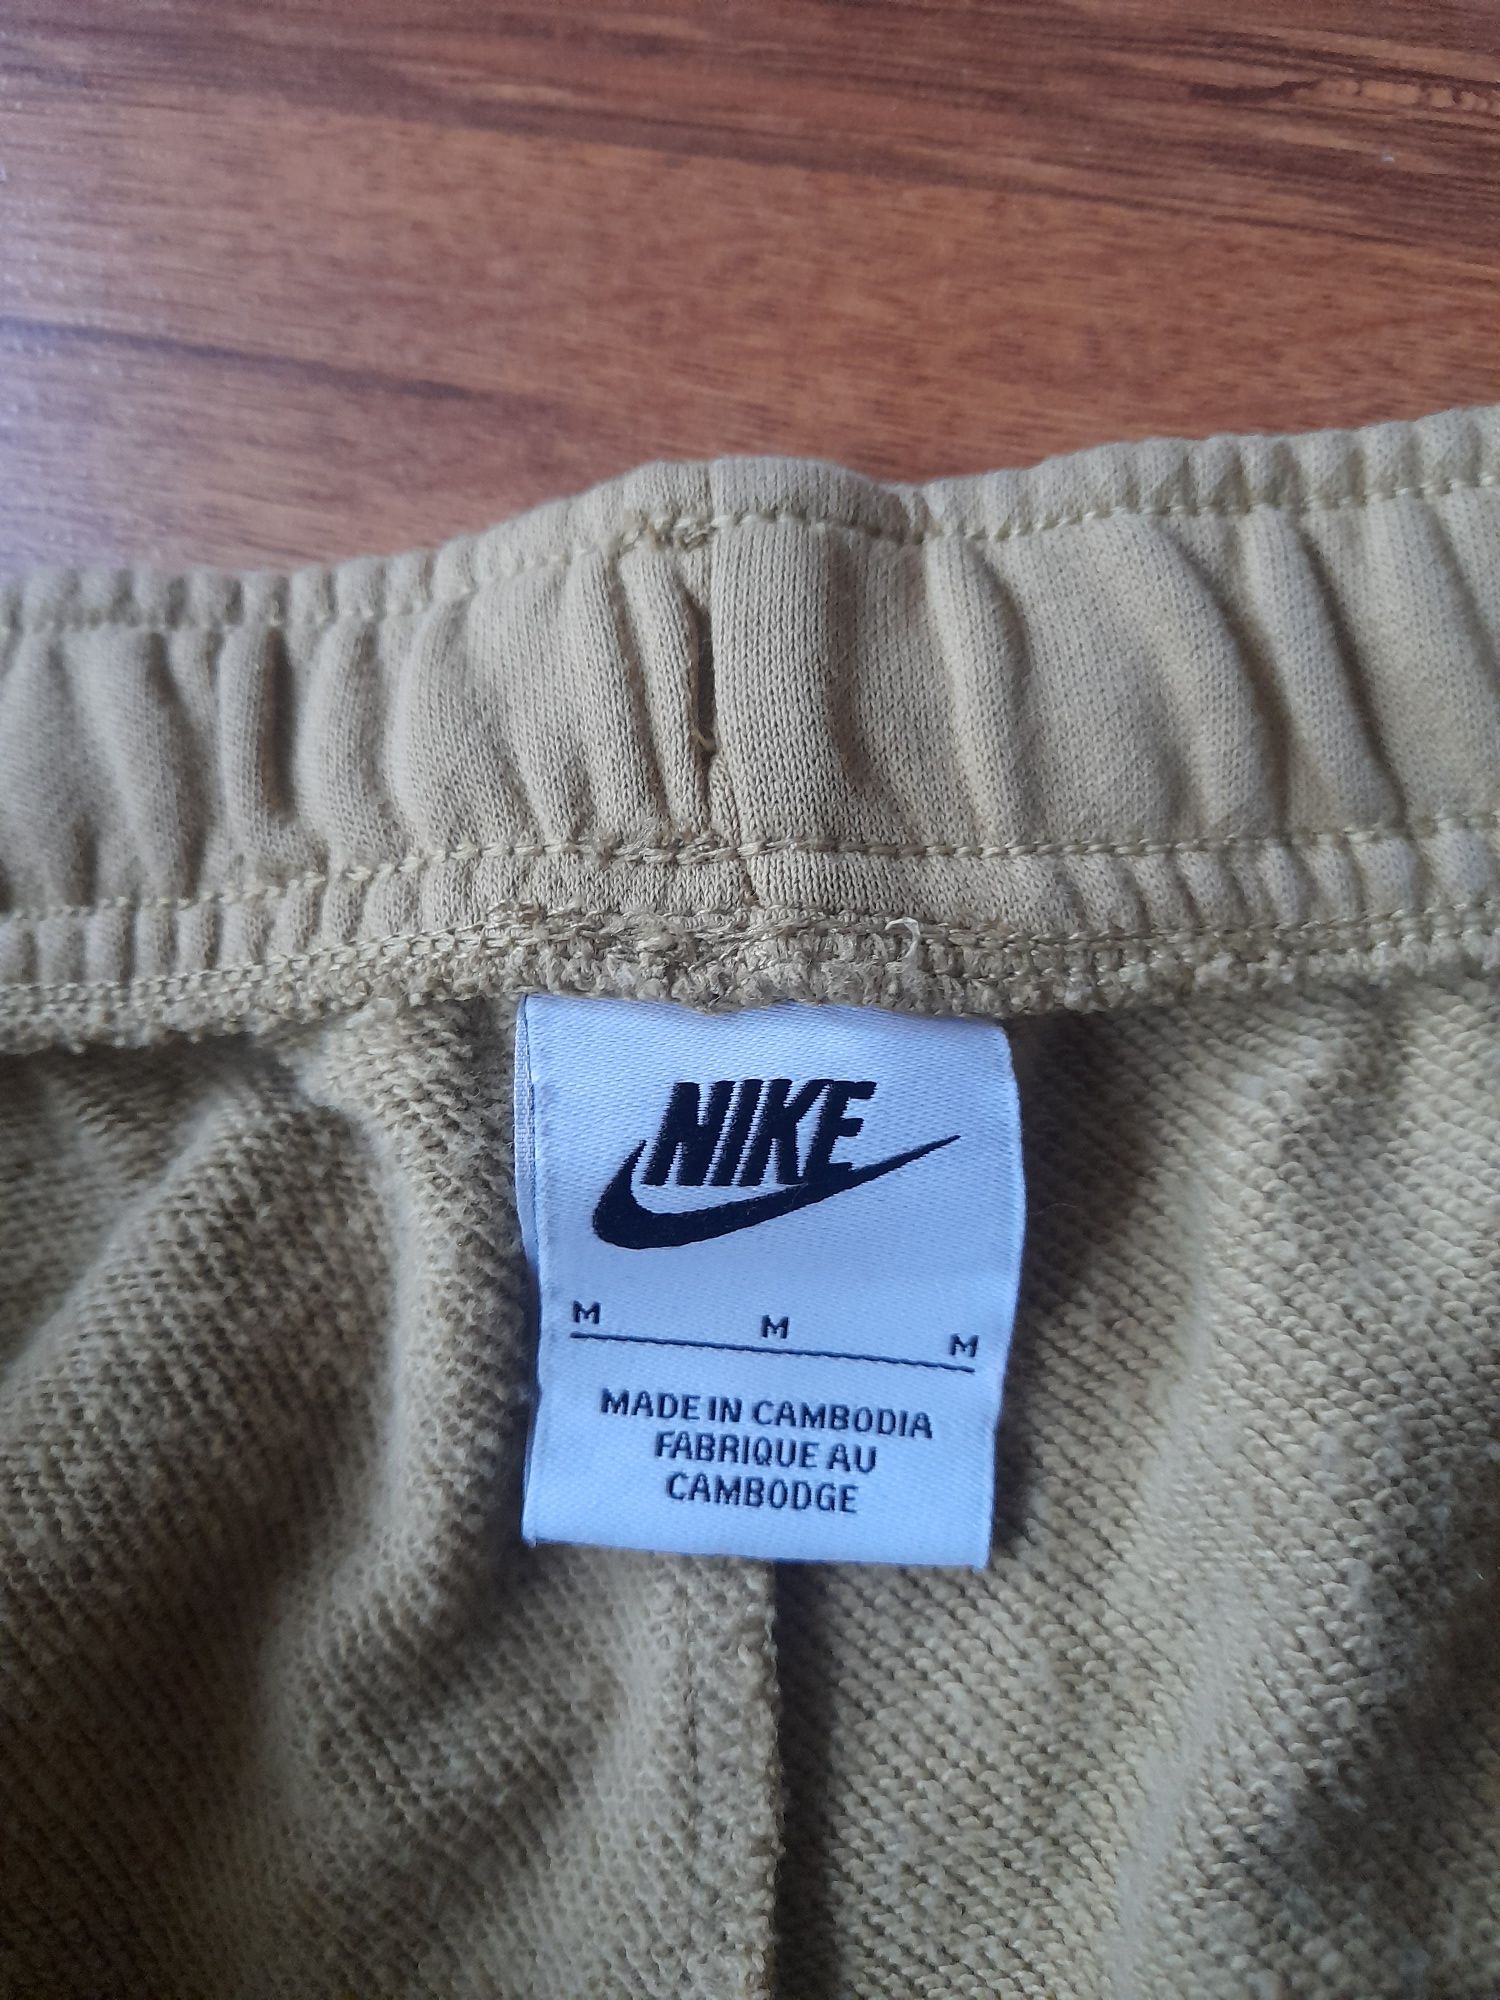 NIKE
M M M
MADE IN CAMBODIA
FABRIQUE AU
CAMBODGE